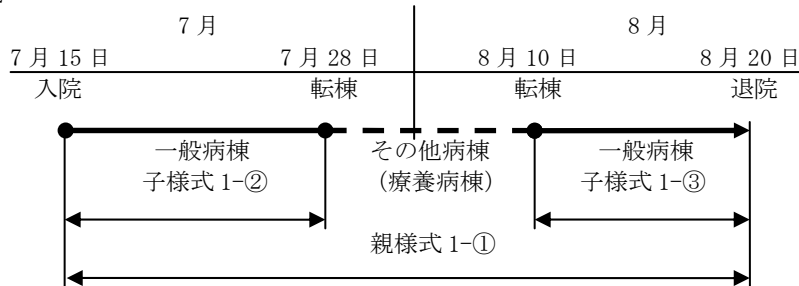 7月 8月
7月15日 7月28日 8月10日 8月20日
入院 転棟 転棟 退院
一般病棟 その他病棟 一般病棟
子様式1-② (療養病棟) 子様式1-③
親様式1-①